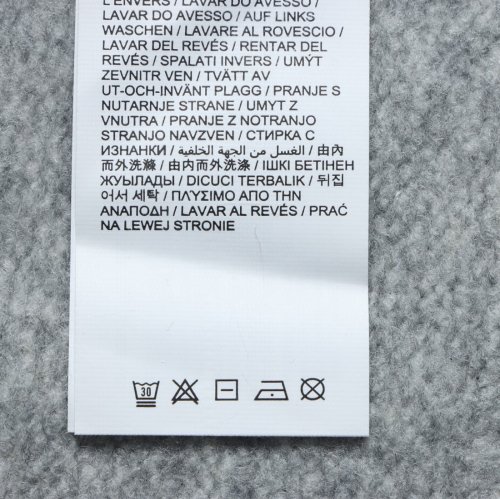 L'ENVERS / LAVADO DO AVESSO /
LAVAR DO AVESSO / AUF LINKS
WASCHEN / LAVARE AL ROVESCIO /
LAVAR DEL REVÉS / RENTAR DEL
REVÉS / SPALATI INVERS / UMÝT
ZEVNITR VEN / TVÄTT AV
UT-OCH-INVÄNT PLAGG / PRANJE S
NUTARNJE STRANE / UMYT Z
VNUTRA / PRANJE Z NOTRANJO
STRANJO NAVZVEN / СТИРКА С
ИЗНАНКИ / الغسل من الجهة الخلفية / 由內
而外洗滌 / 由内而外洗涤 / ІШКІ БЕТІНЕН
ЖУЫЛАДЫ / DICUCI TERBALIK / 뒤집
어서 세탁 / ΠΛΥΣΙΜΟ ΑΠΟ ΤΗΝ
ΑΝΑΠΟΔΗ / LAVAR AL REVÉS / PRAĆ
NA LEWEJ STRONIE
30